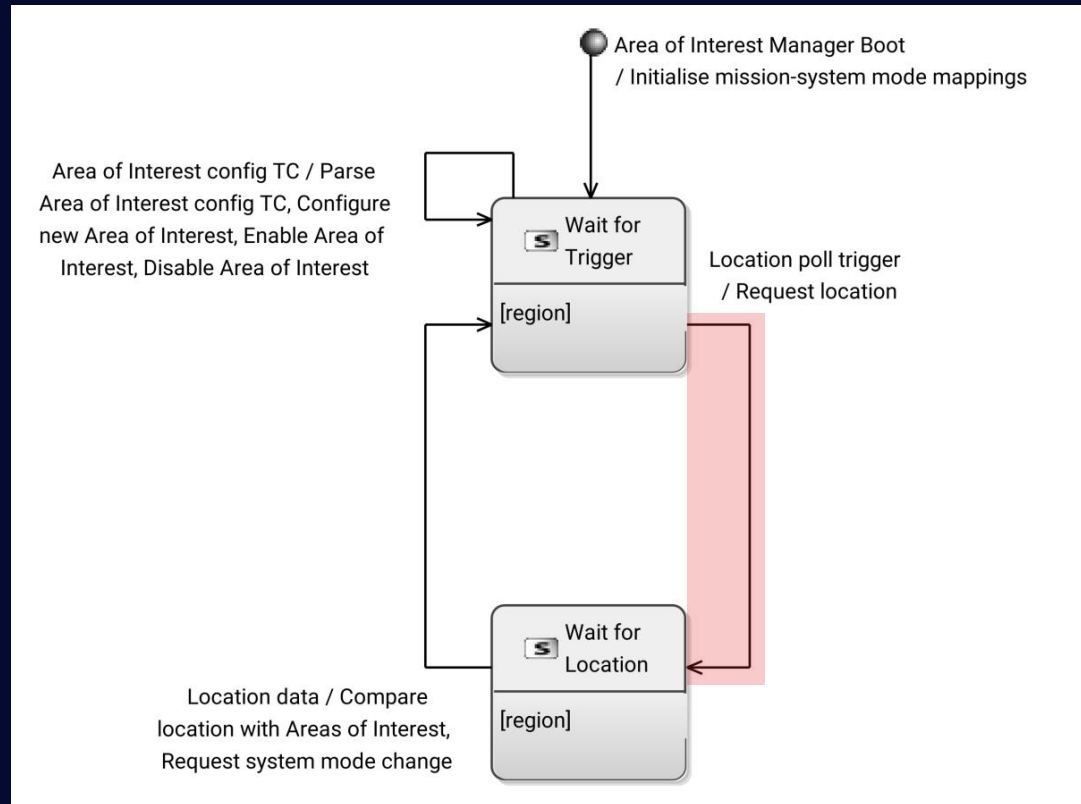 Area of Interest Manager Boot
/ Initialise mission-system mode mappings
Area of Interest config TC / Parse
Area of Interest config TC, Configure
new Area of Interest, Enable Area of
Interest, Disable Area of Interest
S
Wait for
Trigger
[region]
Location poll trigger
/ Request location
S
Wait for
Location
[region]
Location data / Compare
location with Areas of Interest,
Request system mode change